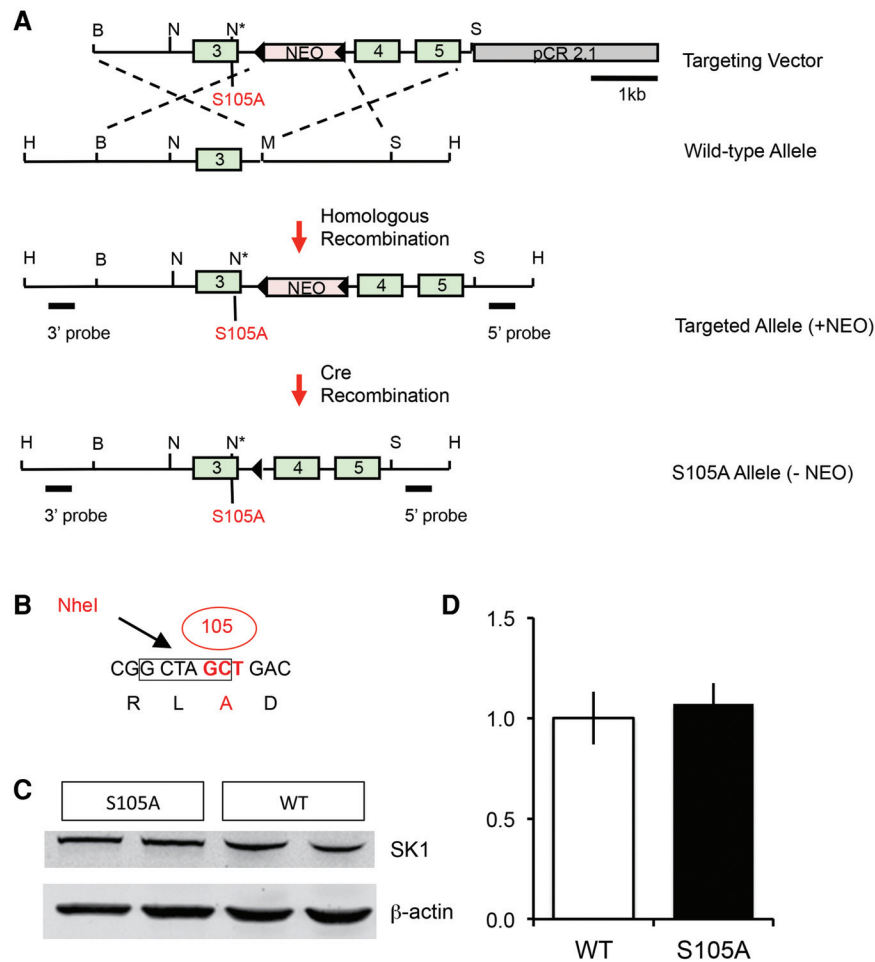 A
B N N* S
3 NEO 4 5 pCR 2.1
Targeting Vector
S105A
1kb
H B N M S H
3
Wild-type Allele
Homologous
Recombination
H B N N* S H
3 NEO 4 5
3’ probe S105A 5’ probe
Targeted Allele (+NEO)
Cre
Recombination
H B N N* S H
3 4 5
S105A Allele (- NEO)
3’ probe S105A 5’ probe
B
NheI
105
CGG CTA GCT GAC
R L A D
C
S105A WT
SK1
β-actin
D
1.5
1.0
0.5
0.0
WT S105A